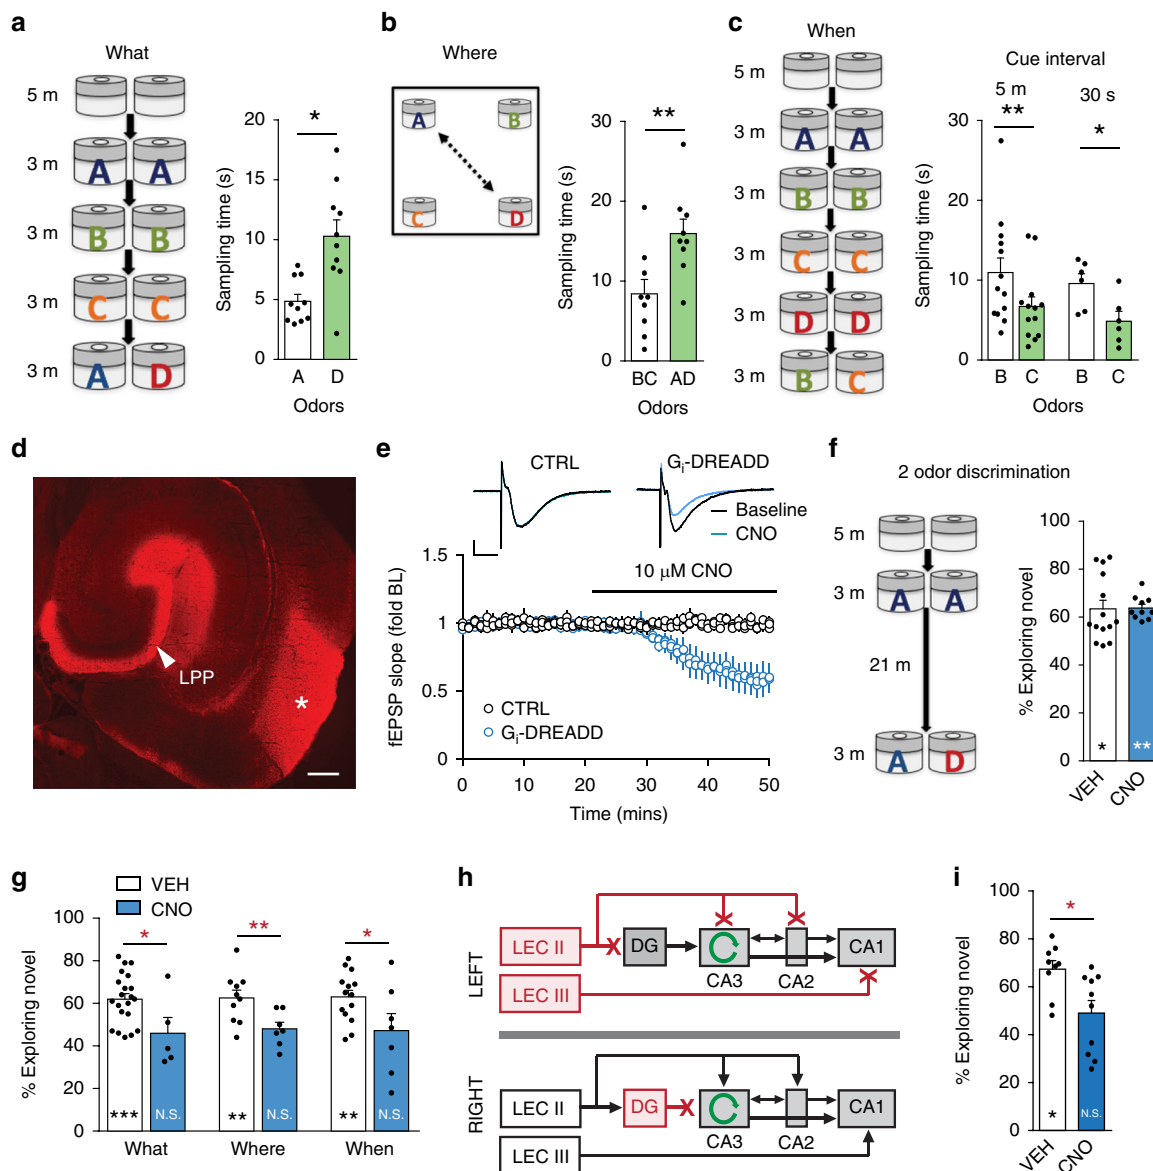 a
What
5 m
3 m
A A
3 m
B B
3 m
C C
3 m
A D
Sampling time (s)
20
15
10
5
0
*
A D
Odors
b
Where
A B
C D
Sampling time (s)
30
20
10
0
**
BC AD
Odors
c
When
5 m
3 m
A A
3 m
B B
3 m
C C
3 m
D D
3 m
B C
Cue interval
5 m 30 s
** *
Sampling time (s)
30
20
10
0
B C B C
Odors
d
LPP
*
e
CTRL
Gi-DREADD
Baseline
CNO
10 μM CNO
fEPSP slope (fold BL)
1.5
1
0.5
0
CTRL
Gi-DREADD
0 10 20 30 40 50
Time (mins)
f
2 odor discrimination
5 m
3 m
A A
21 m
3 m
A D
% Exploring novel
100
80
60
40
20
0
* **
VEH CNO
g
VEH
CNO
% Exploring novel
100
80
60
40
20
0
* ** *
*** N.S. ** N.S. ** N.S.
What Where When
h
LEFT
LEC II DG CA3 CA2 CA1
LEC III
RIGHT
LEC II DG CA3 CA2 CA1
LEC III
i
% Exploring novel
100
80
60
40
20
0
*
* N.S.
VEH CNO